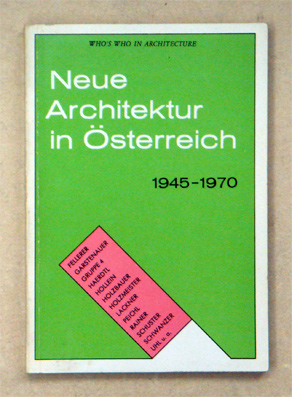 WHO'S WHO IN ARCHITECTURE
Neue
Architektur
in Österreich
1945-1970
FELLERER
GARSTENAUER
GRUPPE 4
HAERDTL
HOLLEIN
HOLZBAUER
HOLZMEISTER
LACKNER
PEICHL
RAINER
SCHUSTER
SCHWANZER
UHL u. a.